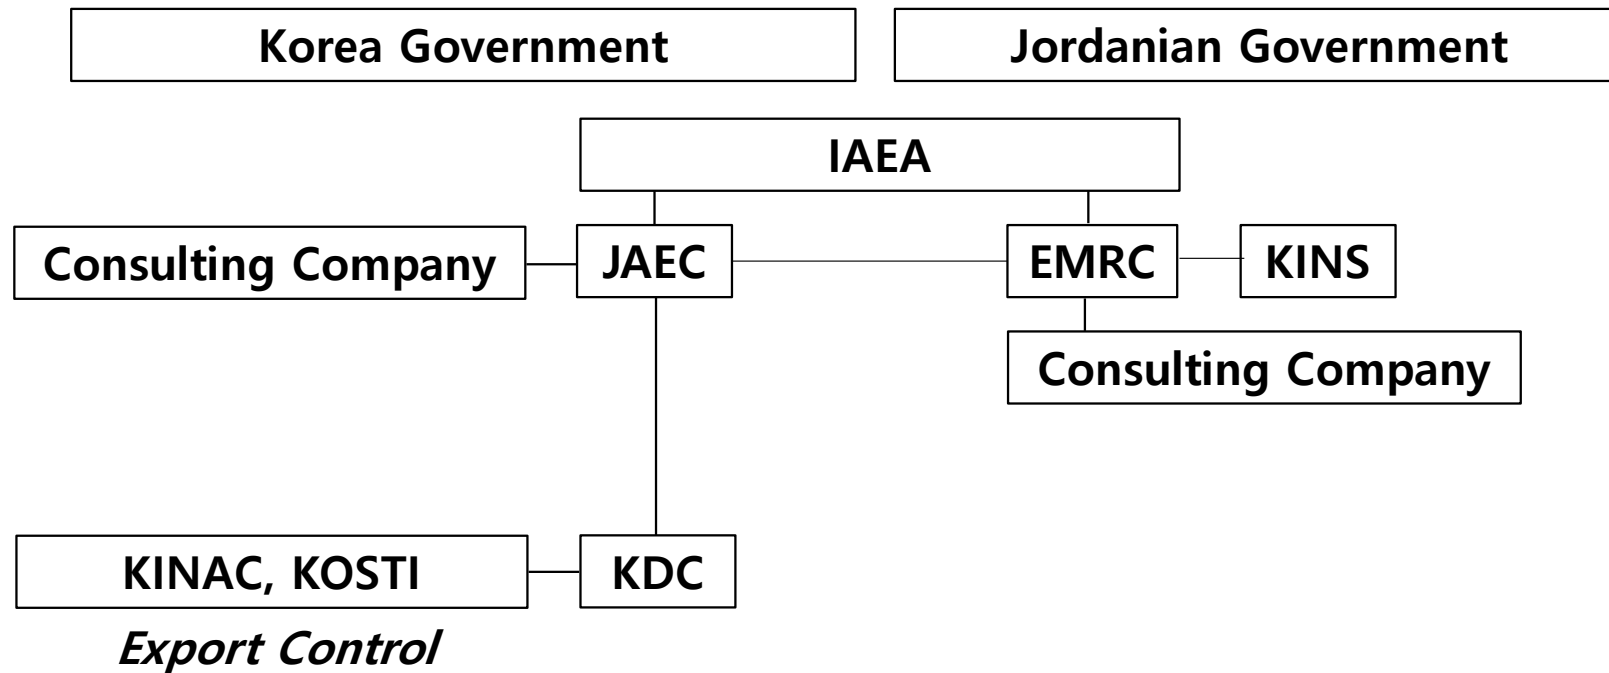 Korea Government
Jordanian Government
IAEA
Consulting Company
JAEC
EMRC
KINS
Consulting Company
KINAC, KOSTI
KDC
Export Control